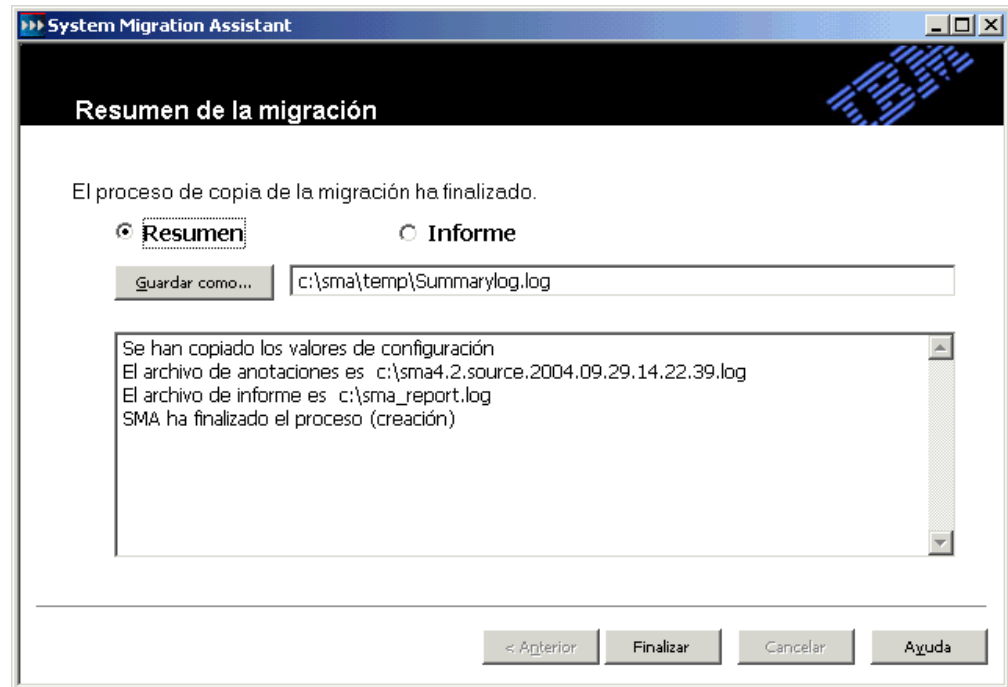 System Migration Assistant
IBM
Resumen de la migración
El proceso de copia de la migración ha finalizado.
Resumen Informe
Guardar como... c:\sma\temp\Summarylog.log
Se han copiado los valores de configuración
El archivo de anotaciones es c:\sma4.2.source.2004.09.29.14.22.39.log
El archivo de informe es c:\sma_report.log
SMA ha finalizado el proceso (creación)
< Anterior Finalizar Cancelar Ayuda